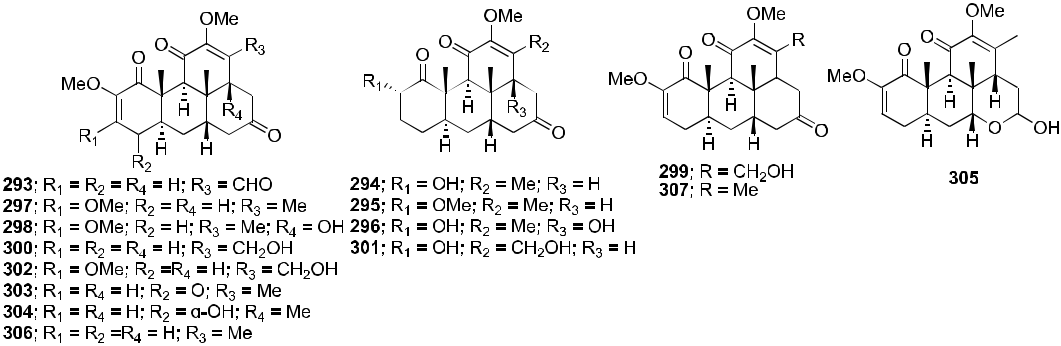 OMe
O
O
R3
MeO
R4
H
H
R1
R2
H
O
293; R1 = R2 = R4 = H; R3 = CHO
297; R1 = OMe; R2 = R4 = H; R3 = Me
298; R1 = OMe; R2 = H; R3 = Me; R4 = OH
300; R1 = R2 = R4 = H; R3 = CH2OH
302; R1 = OMe; R2 =R4 = H; R3 = CH2OH
303; R1 = R4 = H; R2 = O; R3 = Me
304; R1 = R4 = H; R2 = α-OH; R4 = Me
306; R1 = R2 =R4 = H; R3 = Me
OMe
O
R2
O
R1
H
R3
H
H
O
294; R1 = OH; R2 = Me; R3 = H
295; R1 = OMe; R2 = Me; R3 = H
296; R1 = OH; R2 = Me; R3 = OH
301; R1 = OH; R2 = CH2OH; R3 = H
OMe
O
R
O
MeO
H
H
H
O
299; R = CH2OH
307; R = Me
OMe
O
O
MeO
H
H
H
H
O
OH
305